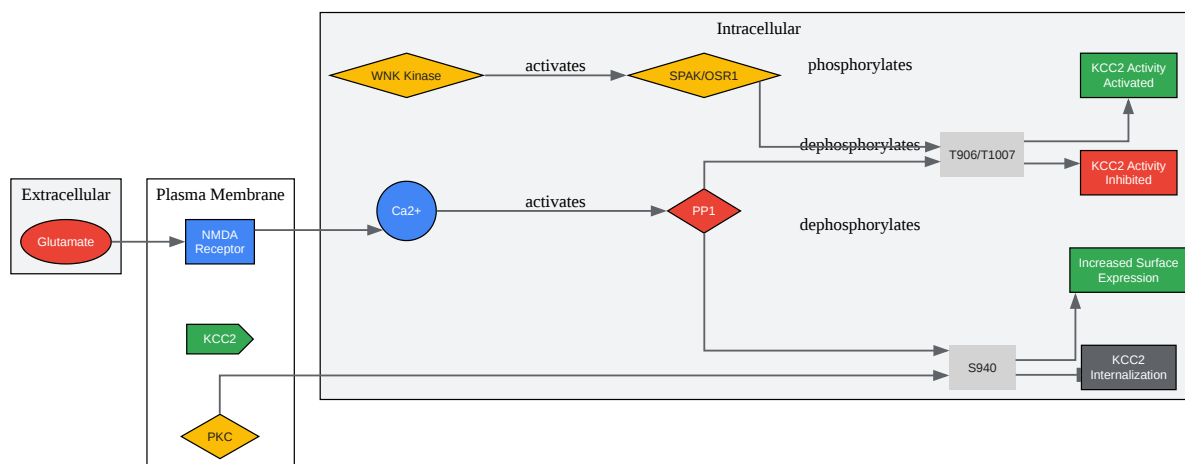 Intracellular
WNK Kinase
activates
SPAK/OSR1
phosphorylates
KCC2 Activity
Activated
dephosphorylates
T906/T1007
KCC2 Activity
Inhibited
Extracellular
Glutamate
Plasma Membrane
NMDA
Receptor
Ca2+
activates
PP1
dephosphorylates
Increased Surface
Expression
KCC2
S940
KCC2
Internalization
PKC